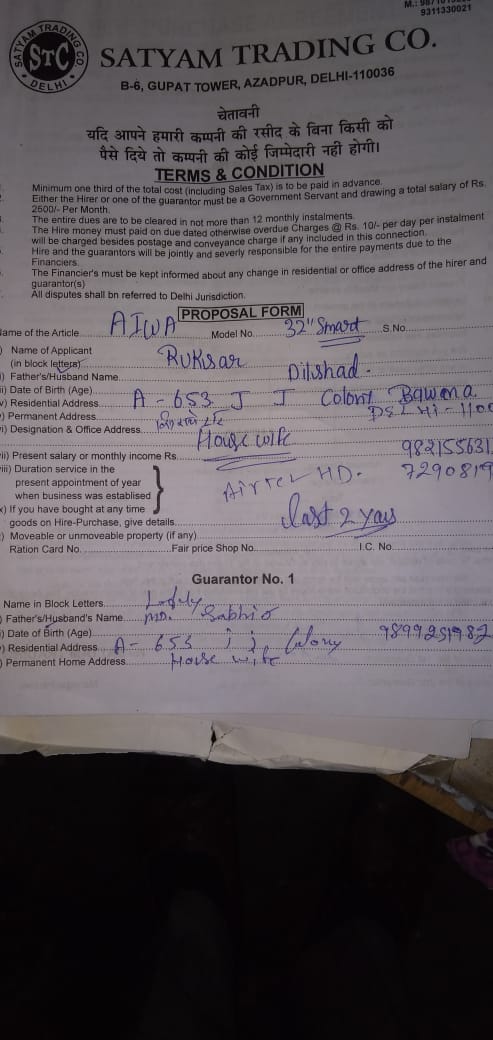 9311330021
SATYAM TRADING CO
STC
DELHI
SATYAM TRADING CO.
B-6, GUPAT TOWER, AZADPUR, DELHI-110036
चेतावनी
यदि आपने हमारी कम्पनी की रसीद के बिना किसी को
पैसे दिये तो कम्पनी की कोई जिम्मेदारी नही होगी।
TERMS & CONDITION
Minimum one third of the total cost (including Sales Tax) is to be paid in advance.
Either the Hirer or one of the guarantor must be a Government Servant and drawing a total salary of Rs.
2600/- Per Month.
The entire dues are to be cleared in not more than 12 monthly instalments.
The Hire money must paid on due dated otherwise overdue Charges @ Rs. 10/- per day per instalment
will be charged besides postage and conveyance charge if any included in this connection.
Hire and the guarantors will be jointly and severly responsible for the entire payments due to the
Financiers.
The Financier's must be kept informed about any change in residential or office address of the hirer and
guarantor(s)
All disputes shall bn referred to Delhi Jurisdiction.
PROPOSAL FORM
Name of the Article AIWA Model No. 32" Smart S.No.
Name of Applicant RUKSAR
(in block letters)
Father's/Husband Name Dilshad
Date of Birth (Age)
Residential Address A-653 J J Colony Bawana
Permanent Address DELHI-110
Designation & Office Address House wife
Present salary or monthly income Rs. 982155631
Duration service in the Airtel HD. 7290819
present appointment of year
when business was establised
If you have bought at any time
goods on Hire-Purchase, give details last 2 yays
Moveable or unmoveable property (if any)
Ration Card No. Fair price Shop No. I.C. No.
Guarantor No. 1
Name in Block Letters
Father's/Husband's Name MD.
Date of Birth (Age) 9899251982
Residential Address A-653 J J Colony
Permanent Home Address House wife